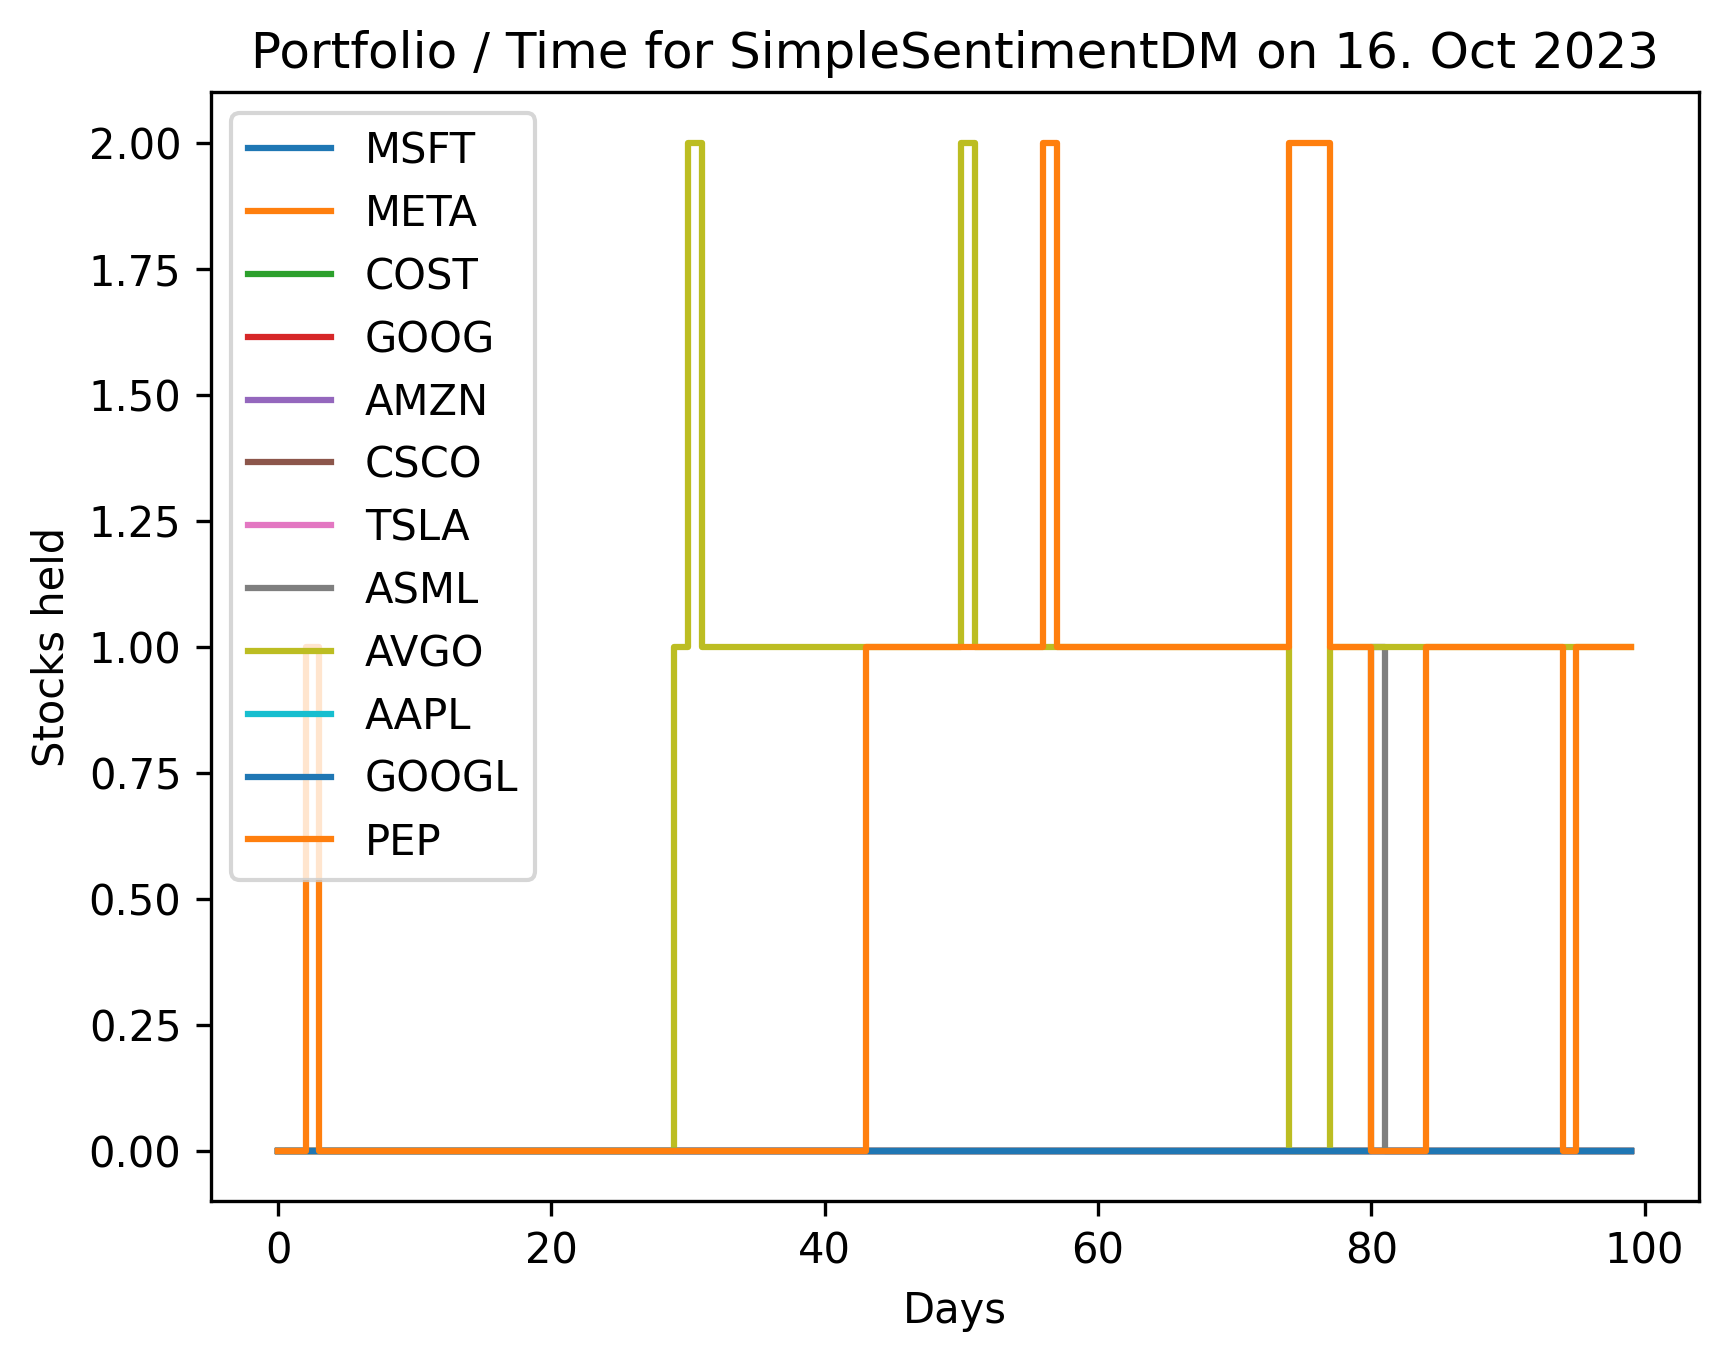 Portfolio / Time for SimpleSentimentDM on 16. Oct 2023
2.00
1.75
1.50
1.25
1.00
0.75
0.50
0.25
0.00
Stocks held
MSFT
META
COST
GOOG
AMZN
CSCO
TSLA
ASML
AVGO
AAPL
GOOGL
PEP
0 20 40 60 80 100
Days